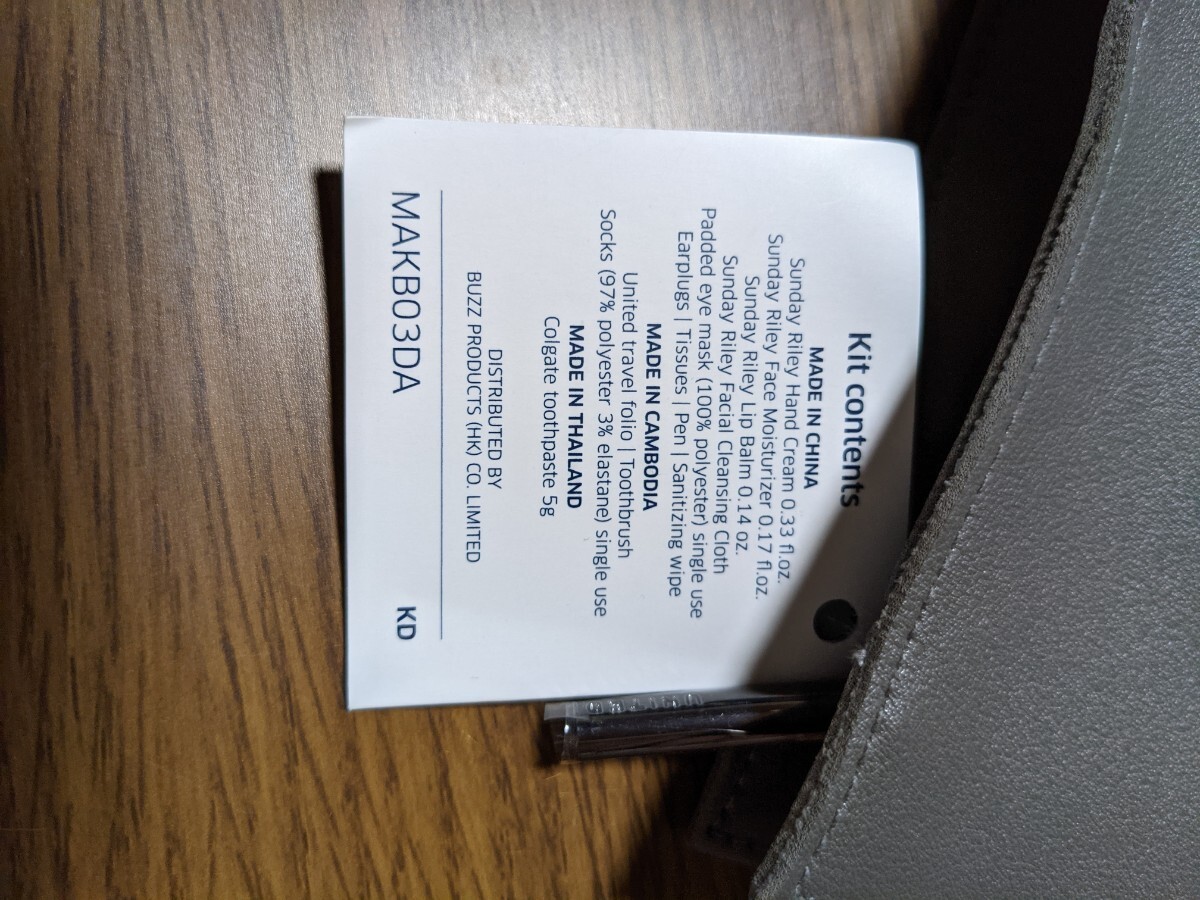 Kit contents
MADE IN CHINA
Sunday Riley Hand Cream 0.33 fl.oz.
Sunday Riley Face Moisturizer 0.17 fl.oz.
Sunday Riley Lip Balm 0.14 oz.
Sunday Riley Facial Cleansing Cloth
Padded eye mask (100% polyester) single use
Earplugs | Tissues | Pen | Sanitizing wipe
MADE IN CAMBODIA
United travel folio | Toothbrush
Socks (97% polyester 3% elastane) single use
MADE IN THAILAND
Colgate toothpaste 5g
DISTRIBUTED BY
BUZZ PRODUCTS (HK) CO. LIMITED
MAKB03DA KD